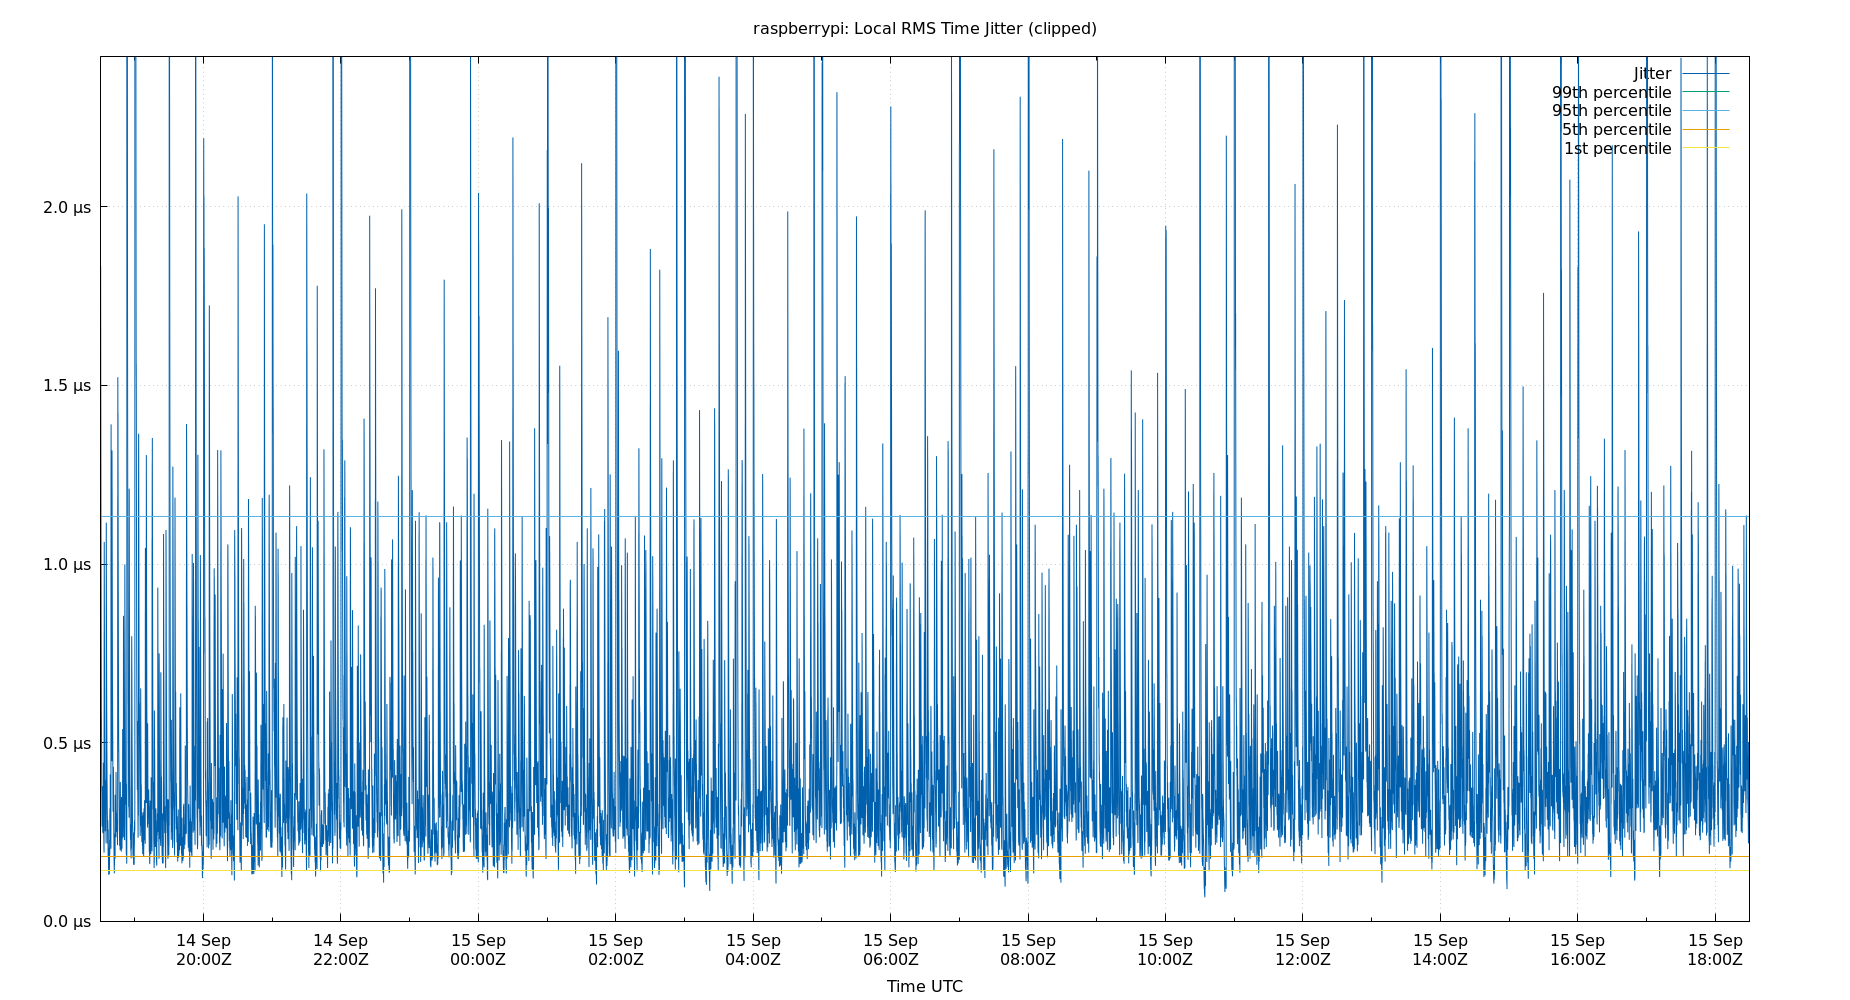 raspberrypi: Local RMS Time Jitter (clipped)
Jitter
99th percentile
95th percentile
5th percentile
1st percentile
2.0 µs
1.5 µs
1.0 µs
0.5 µs
0.0 µs
14 Sep 14 Sep 15 Sep 15 Sep 15 Sep 15 Sep 15 Sep 15 Sep 15 Sep 15 Sep 15 Sep 15 Sep
20:00Z 22:00Z 00:00Z 02:00Z 04:00Z 06:00Z 08:00Z 10:00Z 12:00Z 14:00Z 16:00Z 18:00Z
Time UTC